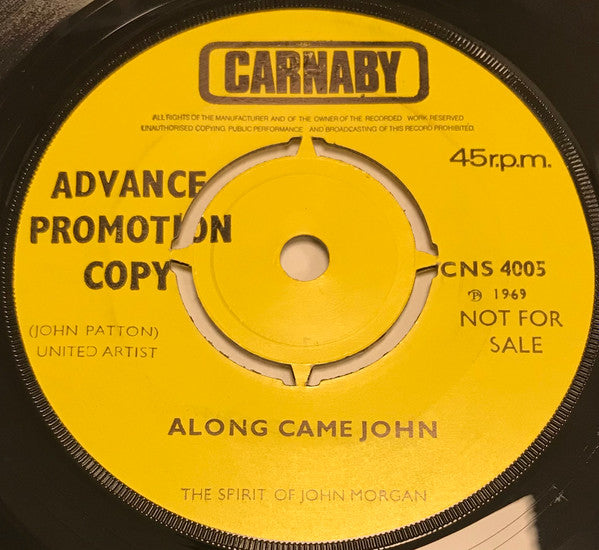 CARNABY
ALL RIGHTS OF THE MANUFACTURER AND OF THE OWNER OF THE RECORDED WORK RESERVED
UNAUTHORISED COPYING, PUBLIC PERFORMANCE AND BROADCASTING OF THIS RECORD PROHIBITED
45r.p.m.
ADVANCE
PROMOTION
COPY
CNS 4005
℗ 1969
NOT FOR
SALE
(JOHN PATTON)
UNITED ARTIST
ALONG CAME JOHN
THE SPIRIT OF JOHN MORGAN